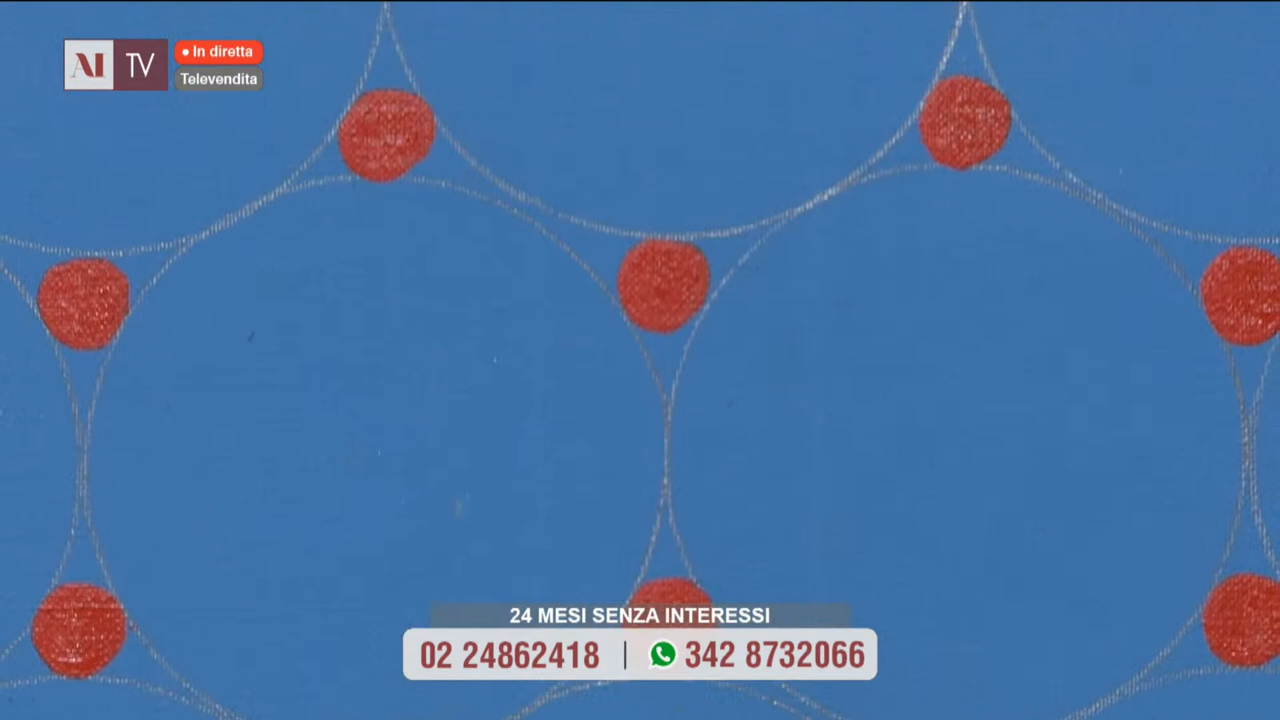 AI TV
In diretta
Televendita
24 MESI SENZA INTERESSI
02 24862418 | 342 8732066